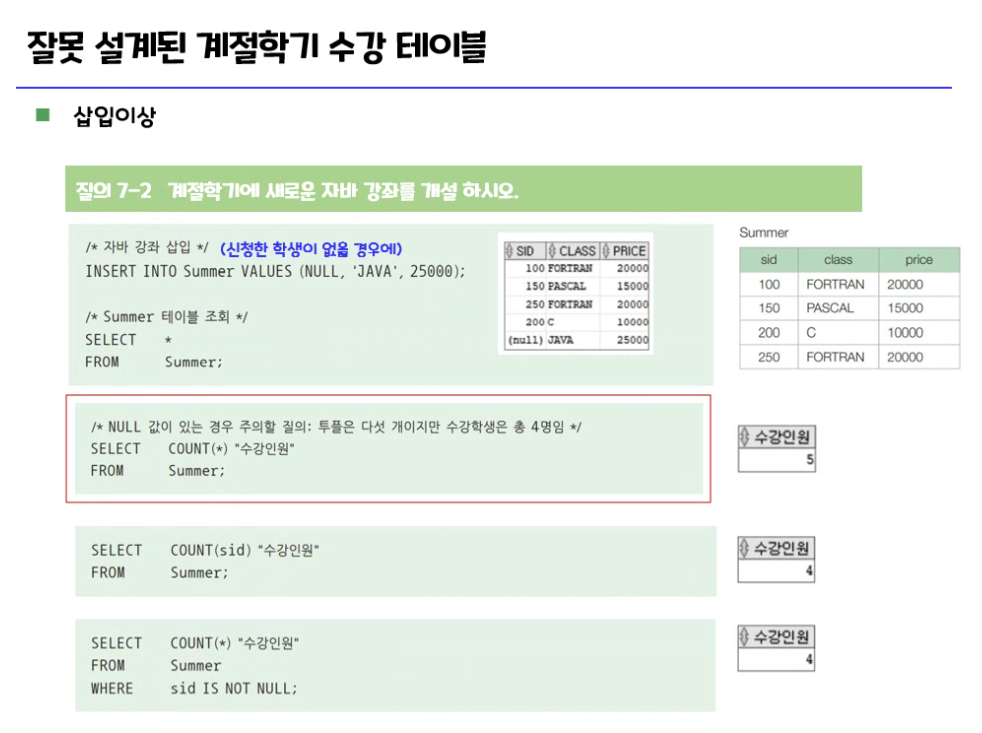 잘못 설계된 계절학기 수강 테이블
삽입이상
질의 7-2 계절학기에 새로운 자바 강좌를 개설 하시오.
/* 자바 강좌 삽입 */ (신청한 학생이 없을 경우에)
INSERT INTO Summer VALUES (NULL, 'JAVA', 25000);
/* Summer 테이블 조회 */
SELECT *
FROM Summer;
SID CLASS PRICE
100 FORTRAN 20000
150 PASCAL 15000
250 FORTRAN 20000
200 C 10000
(null) JAVA 25000
Summer
sid class price
100 FORTRAN 20000
150 PASCAL 15000
200 C 10000
250 FORTRAN 20000
/* NULL 값이 있는 경우 주의할 질의: 투플은 다섯 개이지만 수강학생은 총 4명임 */
SELECT COUNT(*) "수강인원"
FROM Summer;
수강인원
5
SELECT COUNT(sid) "수강인원"
FROM Summer;
수강인원
4
SELECT COUNT(*) "수강인원"
FROM Summer
WHERE sid IS NOT NULL;
수강인원
4